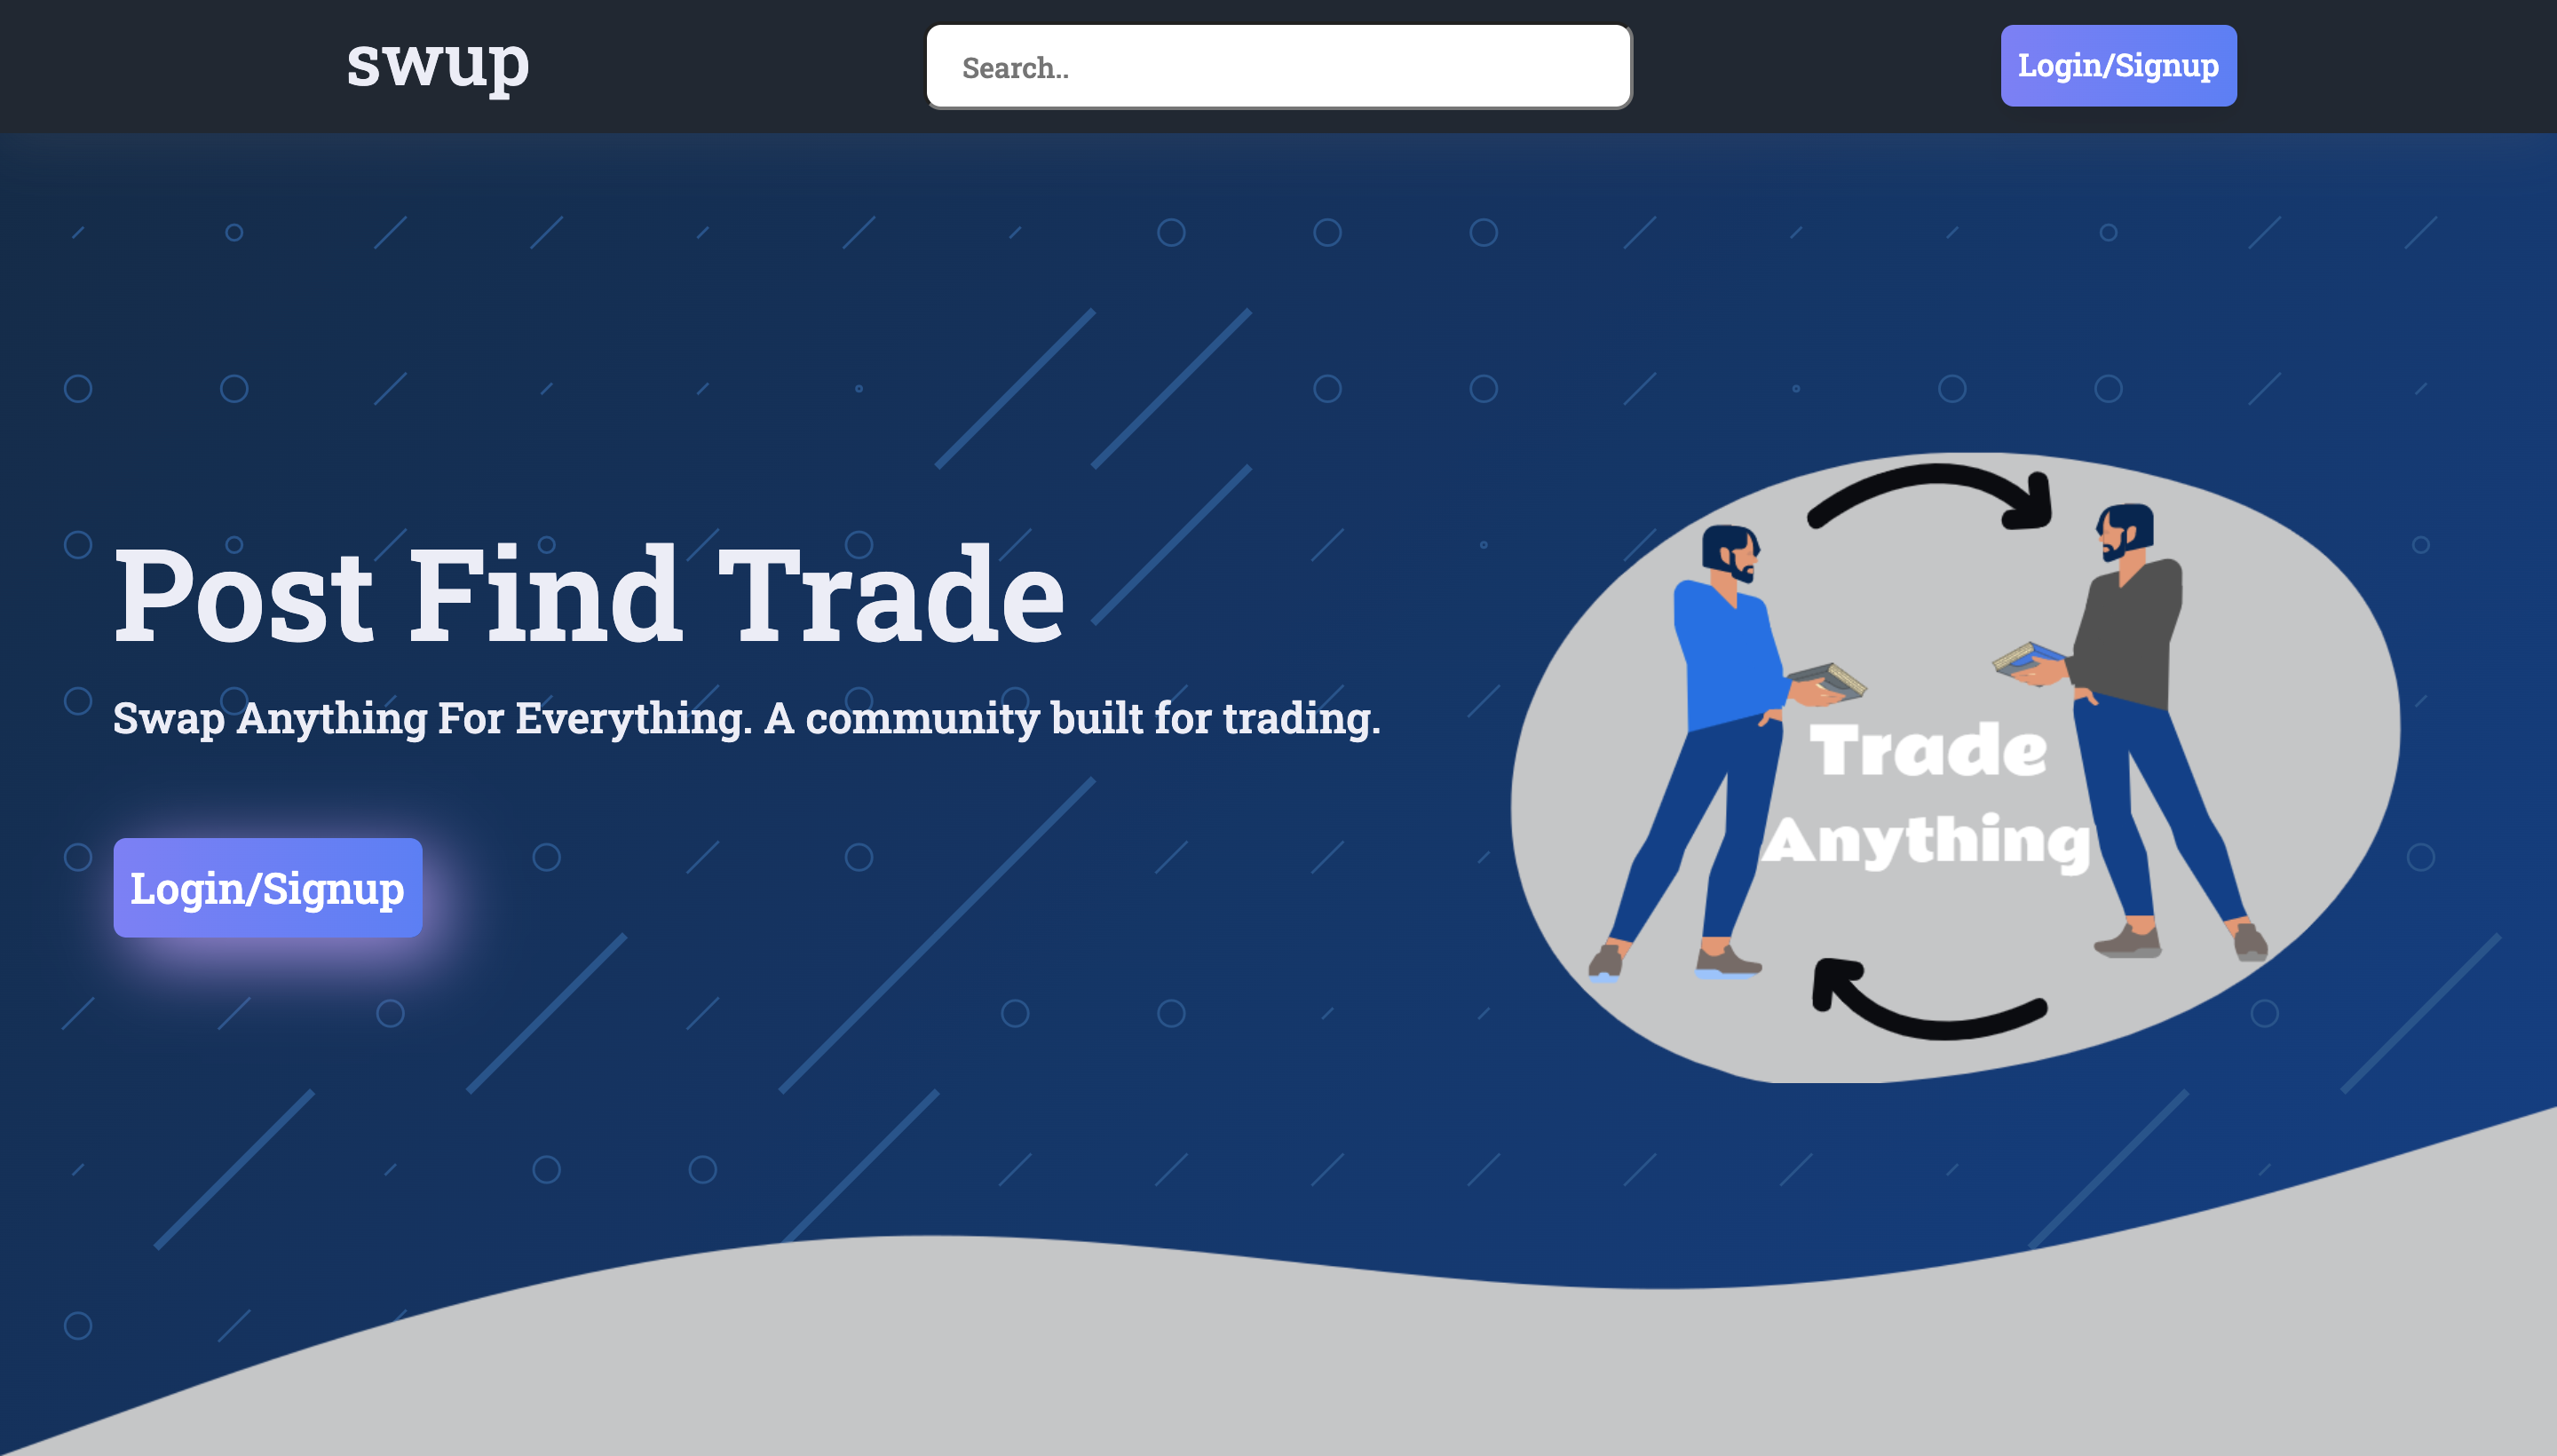 swup
Search..
Login/Signup
Post Find Trade
Swap Anything For Everything. A community built for trading.
Login/Signup
Trade
Anything